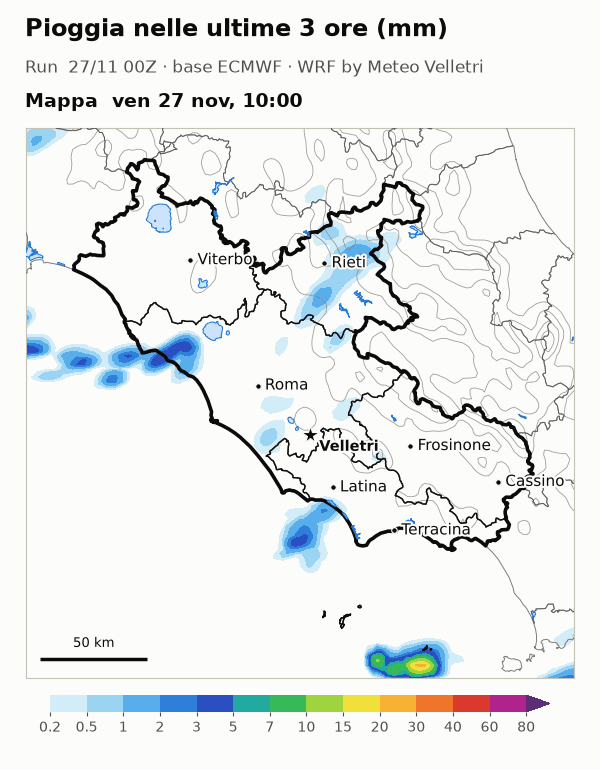 Pioggia nelle ultime 3 ore (mm)
Run  27/11 00Z · base ECMWF · WRF by Meteo Velletri
Mappa  ven 27 nov, 10:00
Viterbo
Rieti
Roma
Velletri
Frosinone
Cassino
Latina
Terracina
50 km
0.2 0.5 1 2 3 5 7 10 15 20 30 40 60 80